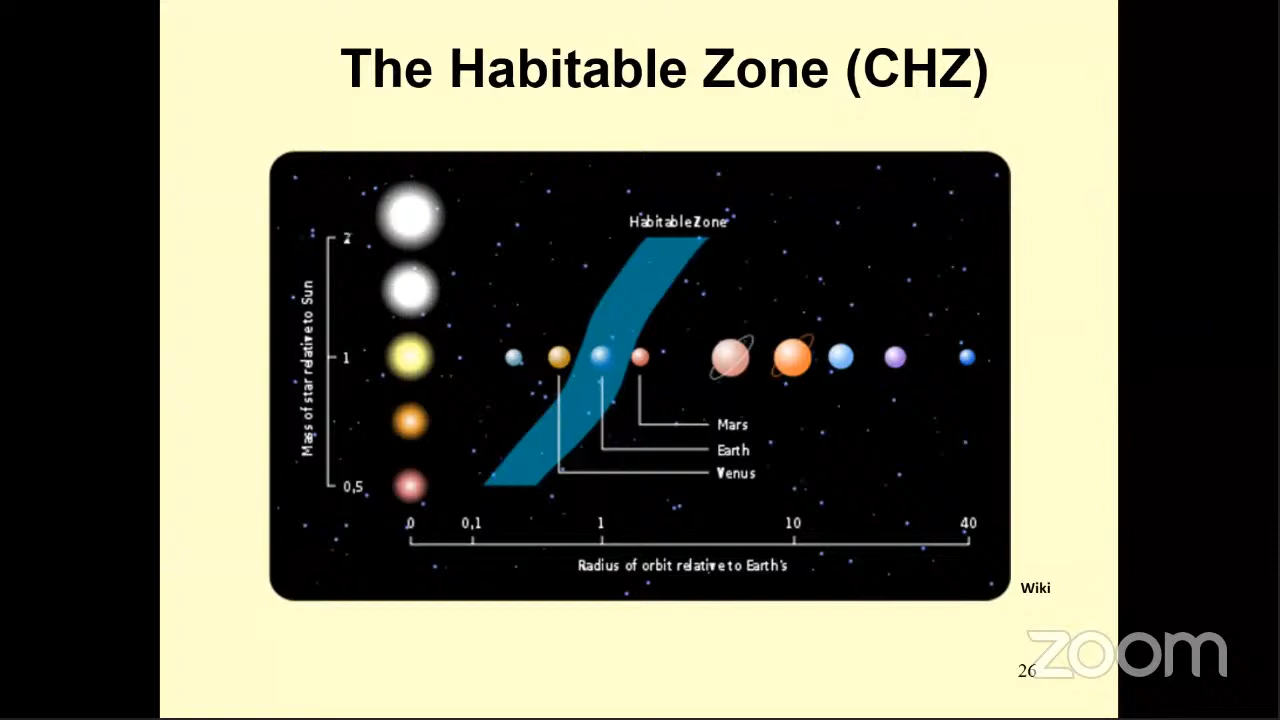 The Habitable Zone (CHZ)
Habitable Zone
2
Mass of star relative to Sun
1
Mars
Earth
Venus
0,5
0
0,1
1
10
40
Radius of orbit relative to Earth's
Wiki
26
zoom